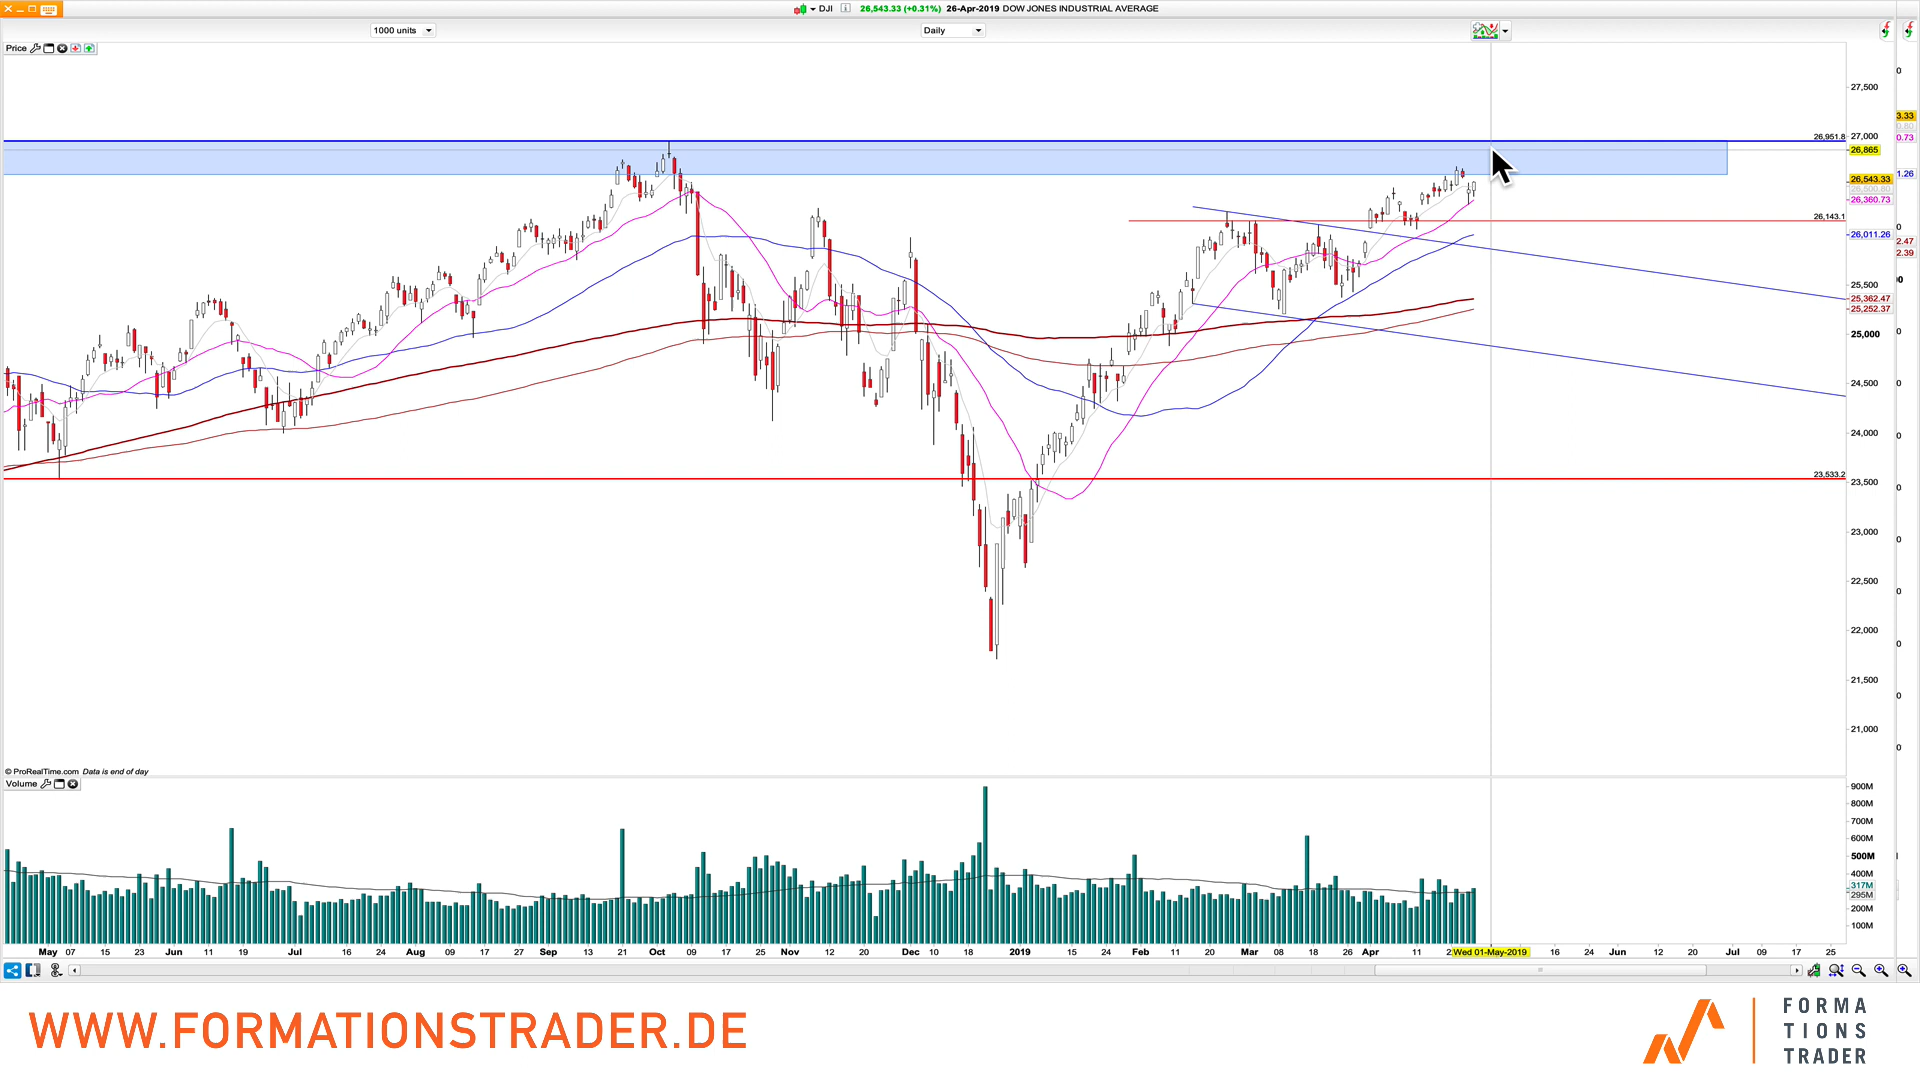 DJI 26,543.33 (+0.31%) 26-Apr-2019 DOW JONES INDUSTRIAL AVERAGE
1000 units Daily
Price
27,500
26,951.8
27,000
26,865
26,543.33
26,500.80
26,360.73
26,143.1
26,011.26
25,500
25,362.47
25,252.37
25,000
24,500
24,000
23,533.2
23,500
23,000
22,500
22,000
21,500
21,000
3.33
0.80
0.73
1.26
2.47
2.39
© ProRealTime.com Data is end of day
Volume
900M
800M
700M
600M
500M
400M
317M
295M
200M
100M
May 07 15 23 Jun 11 19 Jul 16 24 Aug 09 17 27 Sep 13 21 Oct 09 17 25 Nov 12 20 Dec 10 18 2019 15 24 Feb 11 20 Mar 08 18 26 Apr 11 Wed 01-May-2019 16 24 Jun 12 20 Jul 09 17 25
WWW.FORMATIONSTRADER.DE
FORMA
TIONS
TRADER